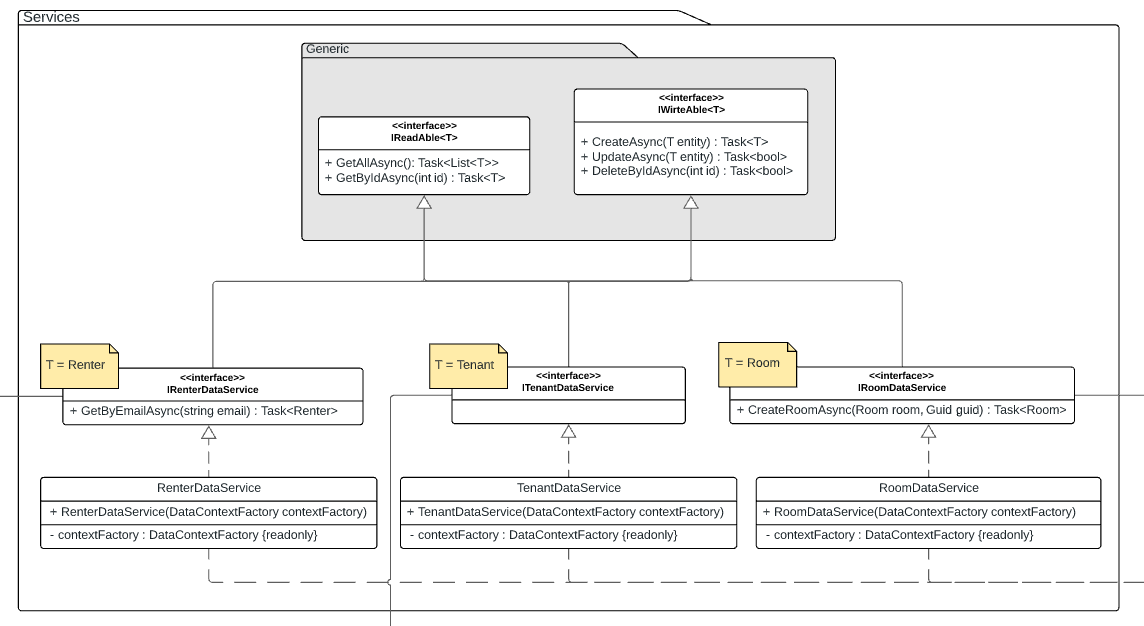 Services
Generic
<<interface>>
IReadAble<T>
+ GetAllAsync(): Task<List<T>>
+ GetByIdAsync(int id) : Task<T>
<<interface>>
IWirteAble<T>
+ CreateAsync(T entity) : Task<T>
+ UpdateAsync(T entity) : Task<bool>
+ DeleteByIdAsync(int id) : Task<bool>
T = Renter
<<interface>>
IRenterDataService
+ GetByEmailAsync(string email) : Task<Renter>
T = Tenant
<<interface>>
ITenantDataService
T = Room
<<interface>>
IRoomDataService
+ CreateRoomAsync(Room room, Guid guid) : Task<Room>
RenterDataService
+ RenterDataService(DataContextFactory contextFactory)
- contextFactory : DataContextFactory {readonly}
TenantDataService
+ TenantDataService(DataContextFactory contextFactory)
- contextFactory : DataContextFactory {readonly}
RoomDataService
+ RoomDataService(DataContextFactory contextFactory)
- contextFactory : DataContextFactory {readonly}